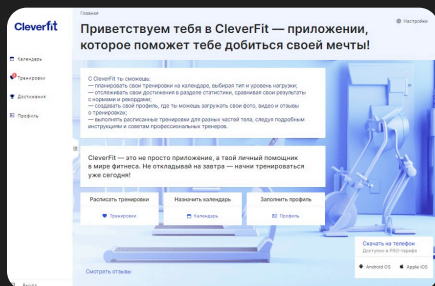 Главная
Cleverfit
Приветствуем тебя в CleverFit — приложении,
которое поможет тебе добиться своей мечты!
Настройки
Календарь
Тренировки
Достижения
Профиль
С CleverFit ты сможешь:
— планировать свои тренировки на календаре, выбирая тип и уровень нагрузки;
— отслеживать свои достижения в разделе статистики, сравнивая свои результаты
с нормами и рекордами;
— создавать свой профиль, где ты можешь загружать свои фото, видео и отзывы
о тренировках;
— выполнять расписанные тренировки для разных частей тела, следуя подробным
инструкциям и советам профессиональных тренеров.
CleverFit — это не просто приложение, а твой личный помощник
в мире фитнеса. Не откладывай на завтра — начни тренироваться
уже сегодня!
Расписать тренировки
Назначить календарь
Заполнить профиль
Тренировки
Календарь
Профиль
Смотреть отзывы
Скачать на телефон
Доступно в PRO-тарифе
Android OS
Apple iOS